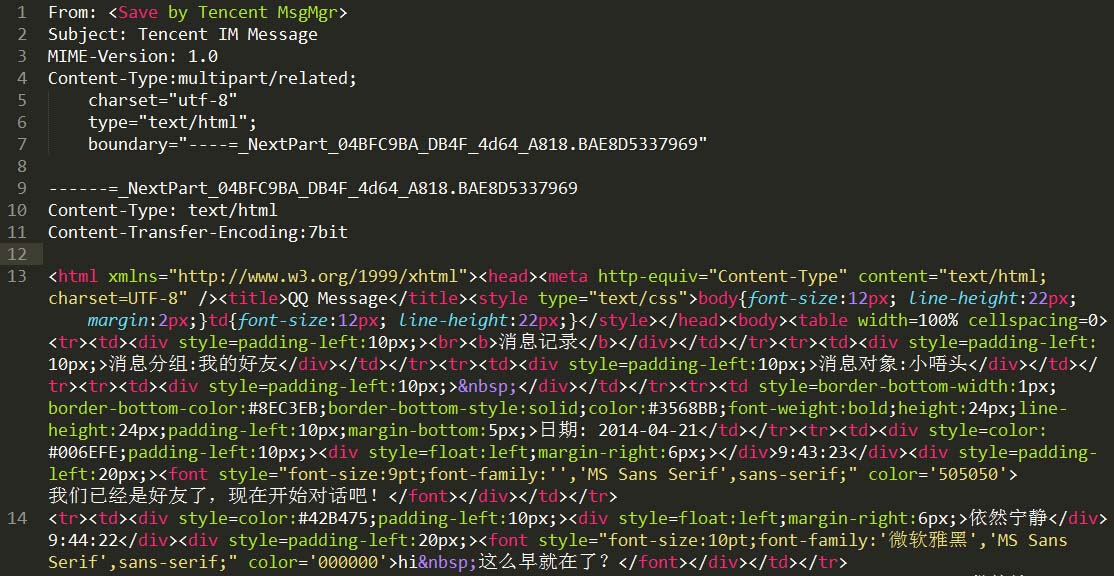 1 From: <Save by Tencent MsgMgr>
2 Subject: Tencent IM Message
3 MIME-Version: 1.0
4 Content-Type:multipart/related;
5 charset="utf-8"
6 type="text/html";
7 boundary="----=_NextPart_04BFC9BA_DB4F_4d64_A818.BAE8D5337969"
8
9 ------=_NextPart_04BFC9BA_DB4F_4d64_A818.BAE8D5337969
10 Content-Type: text/html
11 Content-Transfer-Encoding:7bit
12
13 <html xmlns="http://www.w3.org/1999/xhtml"><head><meta http-equiv="Content-Type" content="text/html;
charset=UTF-8" /><title>QQ Message</title><style type="text/css">body{font-size:12px; line-height:22px;
margin:2px;}td{font-size:12px; line-height:22px;}</style></head><body><table width=100% cellspacing=0>
<tr><td><div style=padding-left:10px;><br><b>消息记录</b></div></td></tr><tr><td><div style=padding-left:
10px;>消息分组:我的好友</div></td></tr><tr><td><div style=padding-left:10px;>消息对象:小唔头</div></td></
tr><tr><td><div style=padding-left:10px;>&nbsp;</div></td></tr><tr><td style=border-bottom-width:1px;
border-bottom-color:#8EC3EB;border-bottom-style:solid;color:#3568BB;font-weight:bold;height:24px;line-
height:24px;padding-left:10px;margin-bottom:5px;>日期: 2014-04-21</td></tr><tr><td><div style=color:
#006EFE;padding-left:10px;><div style=float:left;margin-right:6px;></div>9:43:23</div><div style=padding-
left:20px;><font style="font-size:9pt;font-family:'','MS Sans Serif',sans-serif;" color='505050'>
我们已经是好友了，现在开始对话吧！</font></div></td></tr>
14 <tr><td><div style=color:#42B475;padding-left:10px;><div style=float:left;margin-right:6px;>依然宁静</div>
9:44:22</div><div style=padding-left:20px;><font style="font-size:10pt;font-family:'微软雅黑','MS Sans
Serif',sans-serif;" color='000000'>hi&nbsp;这么早就在了？</font></div></td></tr>